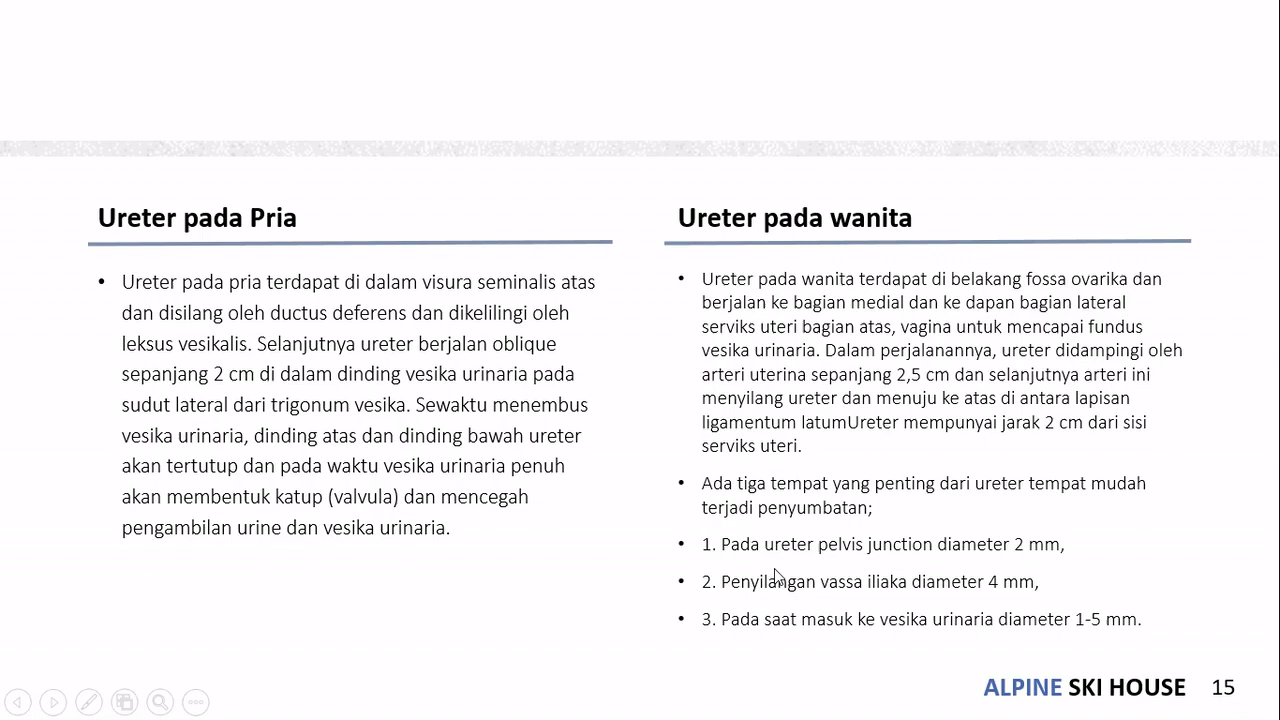 Ureter pada Pria
• Ureter pada pria terdapat di dalam visura seminalis atas
dan disilang oleh ductus deferens dan dikelilingi oleh
leksus vesikalis. Selanjutnya ureter berjalan oblique
sepanjang 2 cm di dalam dinding vesika urinaria pada
sudut lateral dari trigonum vesika. Sewaktu menembus
vesika urinaria, dinding atas dan dinding bawah ureter
akan tertutup dan pada waktu vesika urinaria penuh
akan membentuk katup (valvula) dan mencegah
pengambilan urine dan vesika urinaria.
Ureter pada wanita
• Ureter pada wanita terdapat di belakang fossa ovarika dan
berjalan ke bagian medial dan ke dapan bagian lateral
serviks uteri bagian atas, vagina untuk mencapai fundus
vesika urinaria. Dalam perjalanannya, ureter didampingi oleh
arteri uterina sepanjang 2,5 cm dan selanjutnya arteri ini
menyilang ureter dan menuju ke atas di antara lapisan
ligamentum latumUreter mempunyai jarak 2 cm dari sisi
serviks uteri.
• Ada tiga tempat yang penting dari ureter tempat mudah
terjadi penyumbatan;
• 1. Pada ureter pelvis junction diameter 2 mm,
• 2. Penyilangan vassa iliaka diameter 4 mm,
• 3. Pada saat masuk ke vesika urinaria diameter 1-5 mm.
ALPINE SKI HOUSE 15